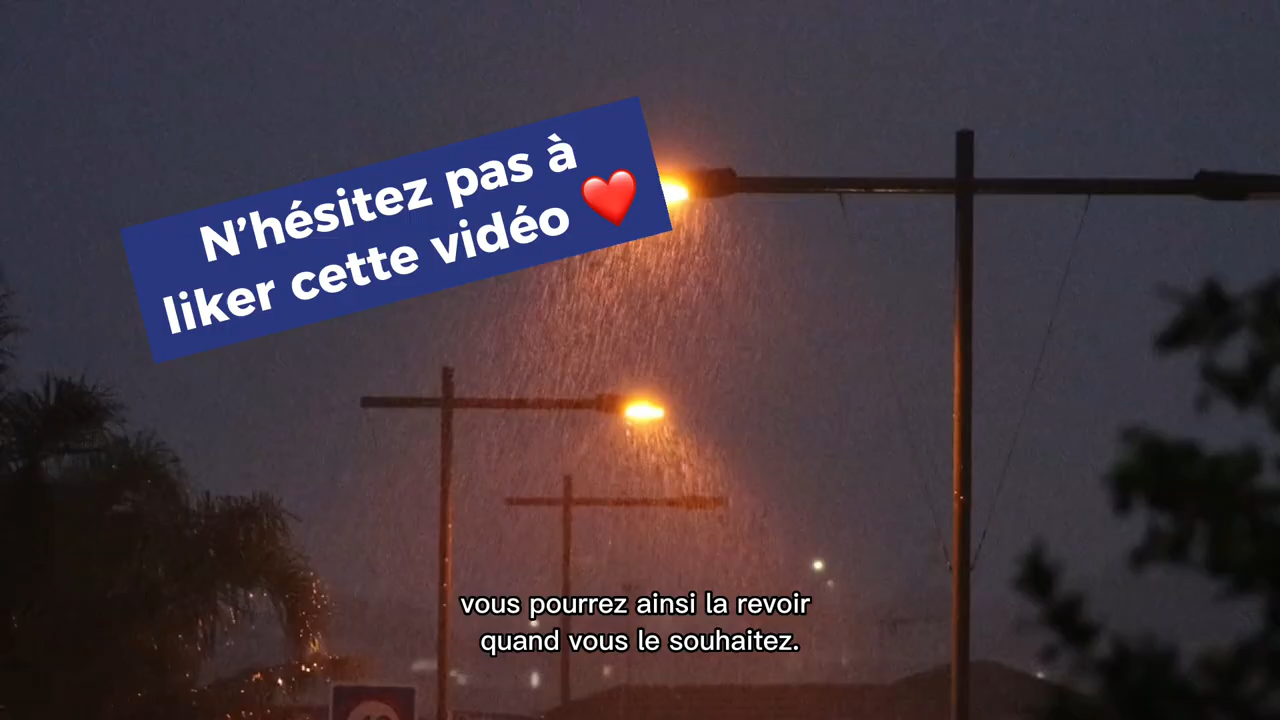 N’hésitez pas à
liker cette vidéo ❤️
vous pourrez ainsi la revoir
quand vous le souhaitez.